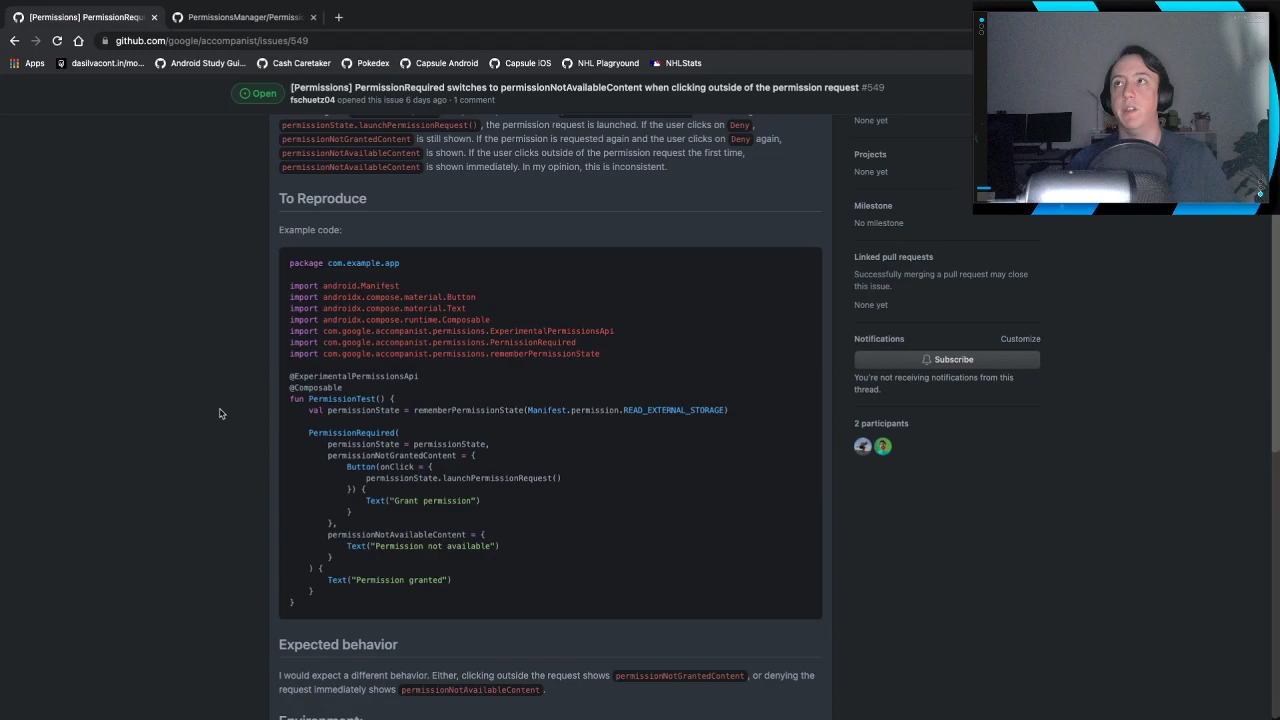 [Permissions] PermissionRequ
PermissionsManager/Permissio
github.com/google/accompanist/issues/549
Apps
dasilvacont.in/mo...
Android Study Gui...
Cash Caretaker
Pokedex
Capsule Android
Capsule iOS
NHL Plagryound
NHLStats
Open
[Permissions] PermissionRequired switches to permissionNotAvailableContent when clicking outside of the permission request #549
fschuetz04 opened this issue 6 days ago · 1 comment
permissionState.launchPermissionRequest(), the permission request is launched. If the user clicks on Deny,
permissionNotGrantedContent is still shown. If the permission is requested again and the user clicks on Deny again,
permissionNotAvailableContent is shown. If the user clicks outside of the permission request the first time,
permissionNotAvailableContent is shown immediately. In my opinion, this is inconsistent.
To Reproduce
Example code:
package com.example.app
import android.Manifest
import androidx.compose.material.Button
import androidx.compose.material.Text
import androidx.compose.runtime.Composable
import com.google.accompanist.permissions.ExperimentalPermissionsApi
import com.google.accompanist.permissions.PermissionRequired
import com.google.accompanist.permissions.rememberPermissionState
@ExperimentalPermissionsApi
@Composable
fun PermissionTest() {
val permissionState = rememberPermissionState(Manifest.permission.READ_EXTERNAL_STORAGE)
PermissionRequired(
permissionState = permissionState,
permissionNotGrantedContent = {
Button(onClick = {
permissionState.launchPermissionRequest()
}) {
Text("Grant permission")
}
},
permissionNotAvailableContent = {
Text("Permission not available")
}
) {
Text("Permission granted")
}
}
Expected behavior
I would expect a different behavior. Either, clicking outside the request shows permissionNotGrantedContent, or denying the
request immediately shows permissionNotAvailableContent.
Environment:
None yet
Projects
None yet
Milestone
No milestone
Linked pull requests
Successfully merging a pull request may close
this issue.
None yet
Notifications
Customize
Subscribe
You're not receiving notifications from this
thread.
2 participants